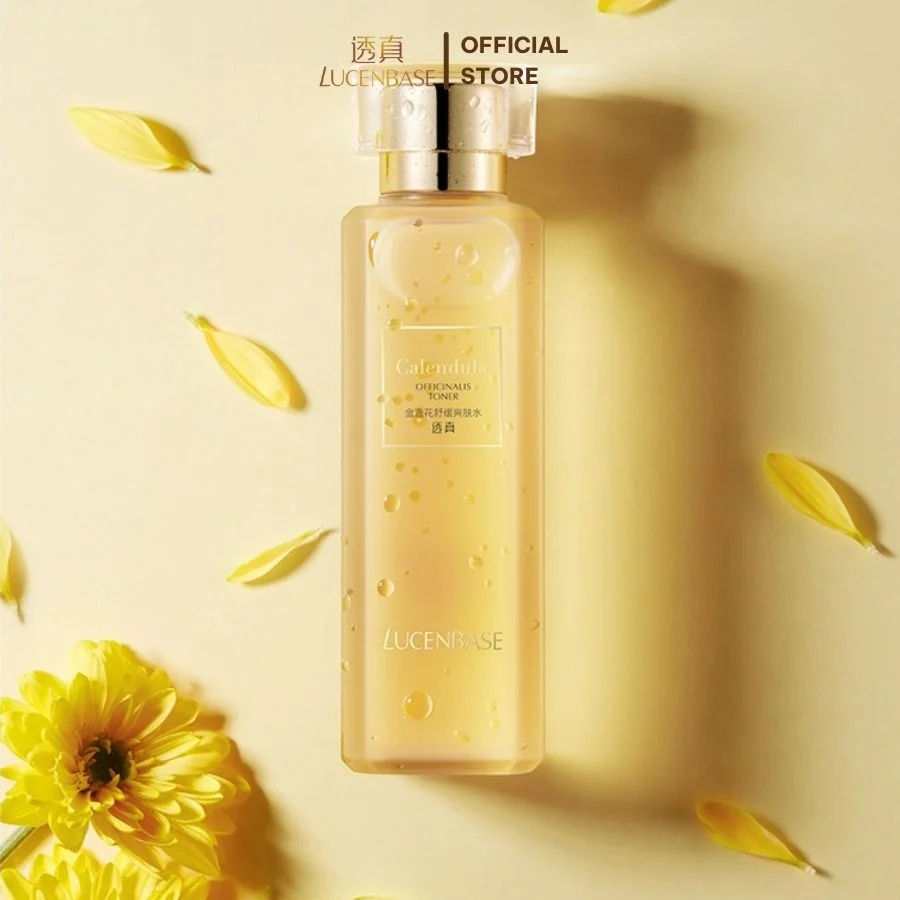 透真
LUCENBASE
OFFICIAL
STORE
Calendula
OFFICINALIS
TONER
金盏花舒缓爽肤水
透真
LUCENBASE